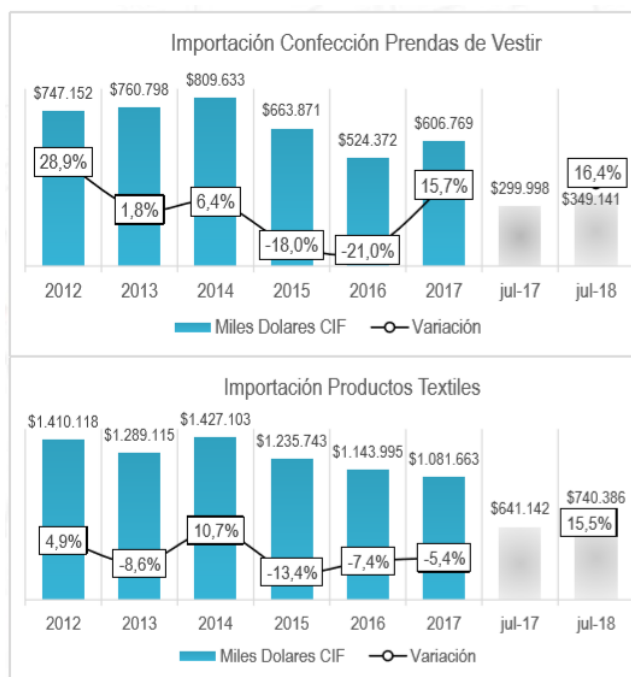 Importación Confección Prendas de Vestir
$747.152 $760.798 $809.633 $663.871 $524.372 $606.769 $299.998 $349.141
28,9% 1,8% 6,4% -18,0% -21,0% 15,7% 16,4%
2012 2013 2014 2015 2016 2017 jul-17 jul-18
Miles Dolares CIF Variación
Importación Productos Textiles
$1.410.118 $1.289.115 $1.427.103 $1.235.743 $1.143.995 $1.081.663 $641.142 $740.386
4,9% -8,6% 10,7% -13,4% -7,4% -5,4% 15,5%
2012 2013 2014 2015 2016 2017 jul-17 jul-18
Miles Dolares CIF Variación